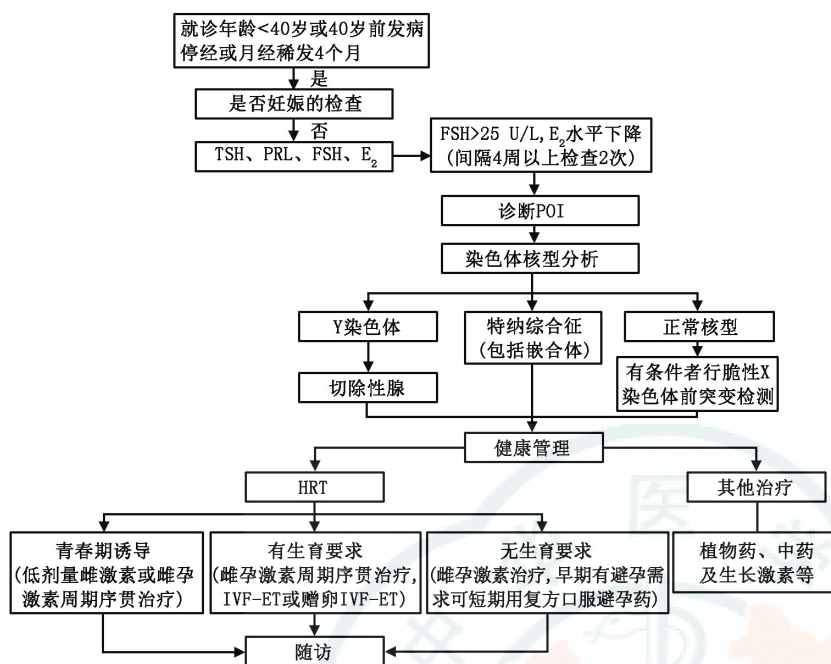 就诊年龄<40岁或40岁前发病
停经或月经稀发4个月
是
是否妊娠的检查
否
TSH、PRL、FSH、E₂
FSH>25 U/L,E₂水平下降
(间隔4周以上检查2次)
诊断POI
染色体核型分析
Y染色体
特纳综合征
(包括嵌合体)
正常核型
切除性腺
有条件者行脆性X
染色体前突变检测
健康管理
HRT
其他治疗
青春期诱导
(低剂量雌激素或雌孕
激素周期序贯治疗)
有生育要求
(雌孕激素周期序贯治疗,
IVF-ET或赠卵IVF-ET)
无生育要求
(雌孕激素治疗,早期有避孕需
求可短期用复方口服避孕药)
植物药、中药
及生长激素等
随访